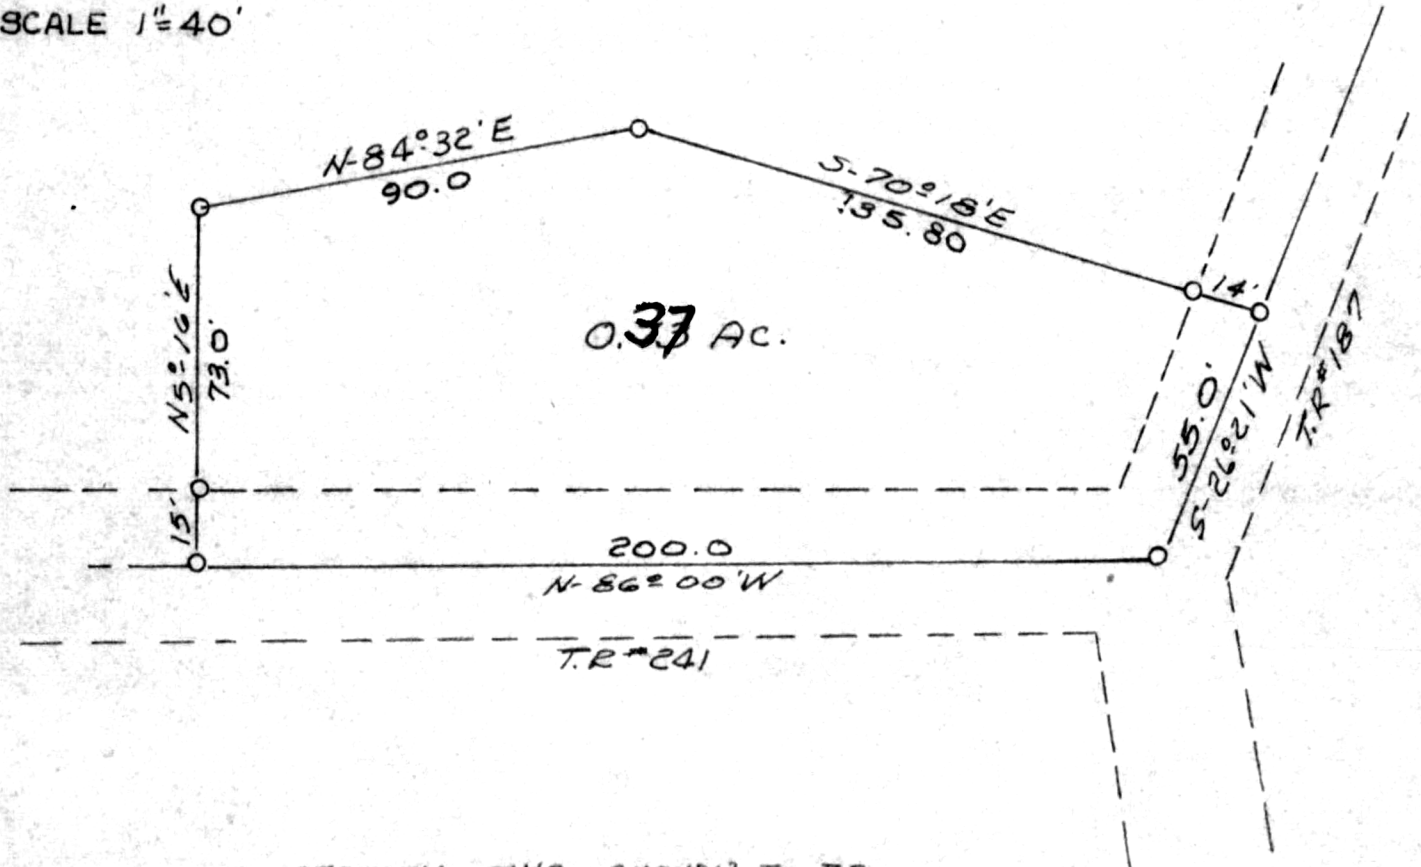 SCALE 1"=40'
N-84°32'E
90.0
S-70°18'E
135.80
14'
N5°16'E
73.0'
0.37 AC.
55.0'
S-26°21'W
T.R#187
15'
200.0
N-86°00'W
T.R#241